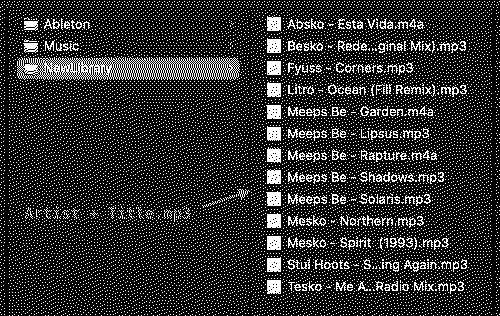 Ableton
Music
NewLibrary
Artist - Title.mp3
Absko - Esta Vida.m4a
Besko - Rede...ginal Mix).mp3
Fyuss - Corners.mp3
Litro - Ocean (Fill Remix).mp3
Meeps Be - Garden.m4a
Meeps Be - Lipsus.mp3
Meeps Be - Rapture.m4a
Meeps Be - Shadows.mp3
Meeps Be - Solaris.mp3
Mesko - Northern.mp3
Mesko - Spirit (1993).mp3
Stul Hoots - S...ing Again.mp3
Tesko - Me A...Radio Mix.mp3